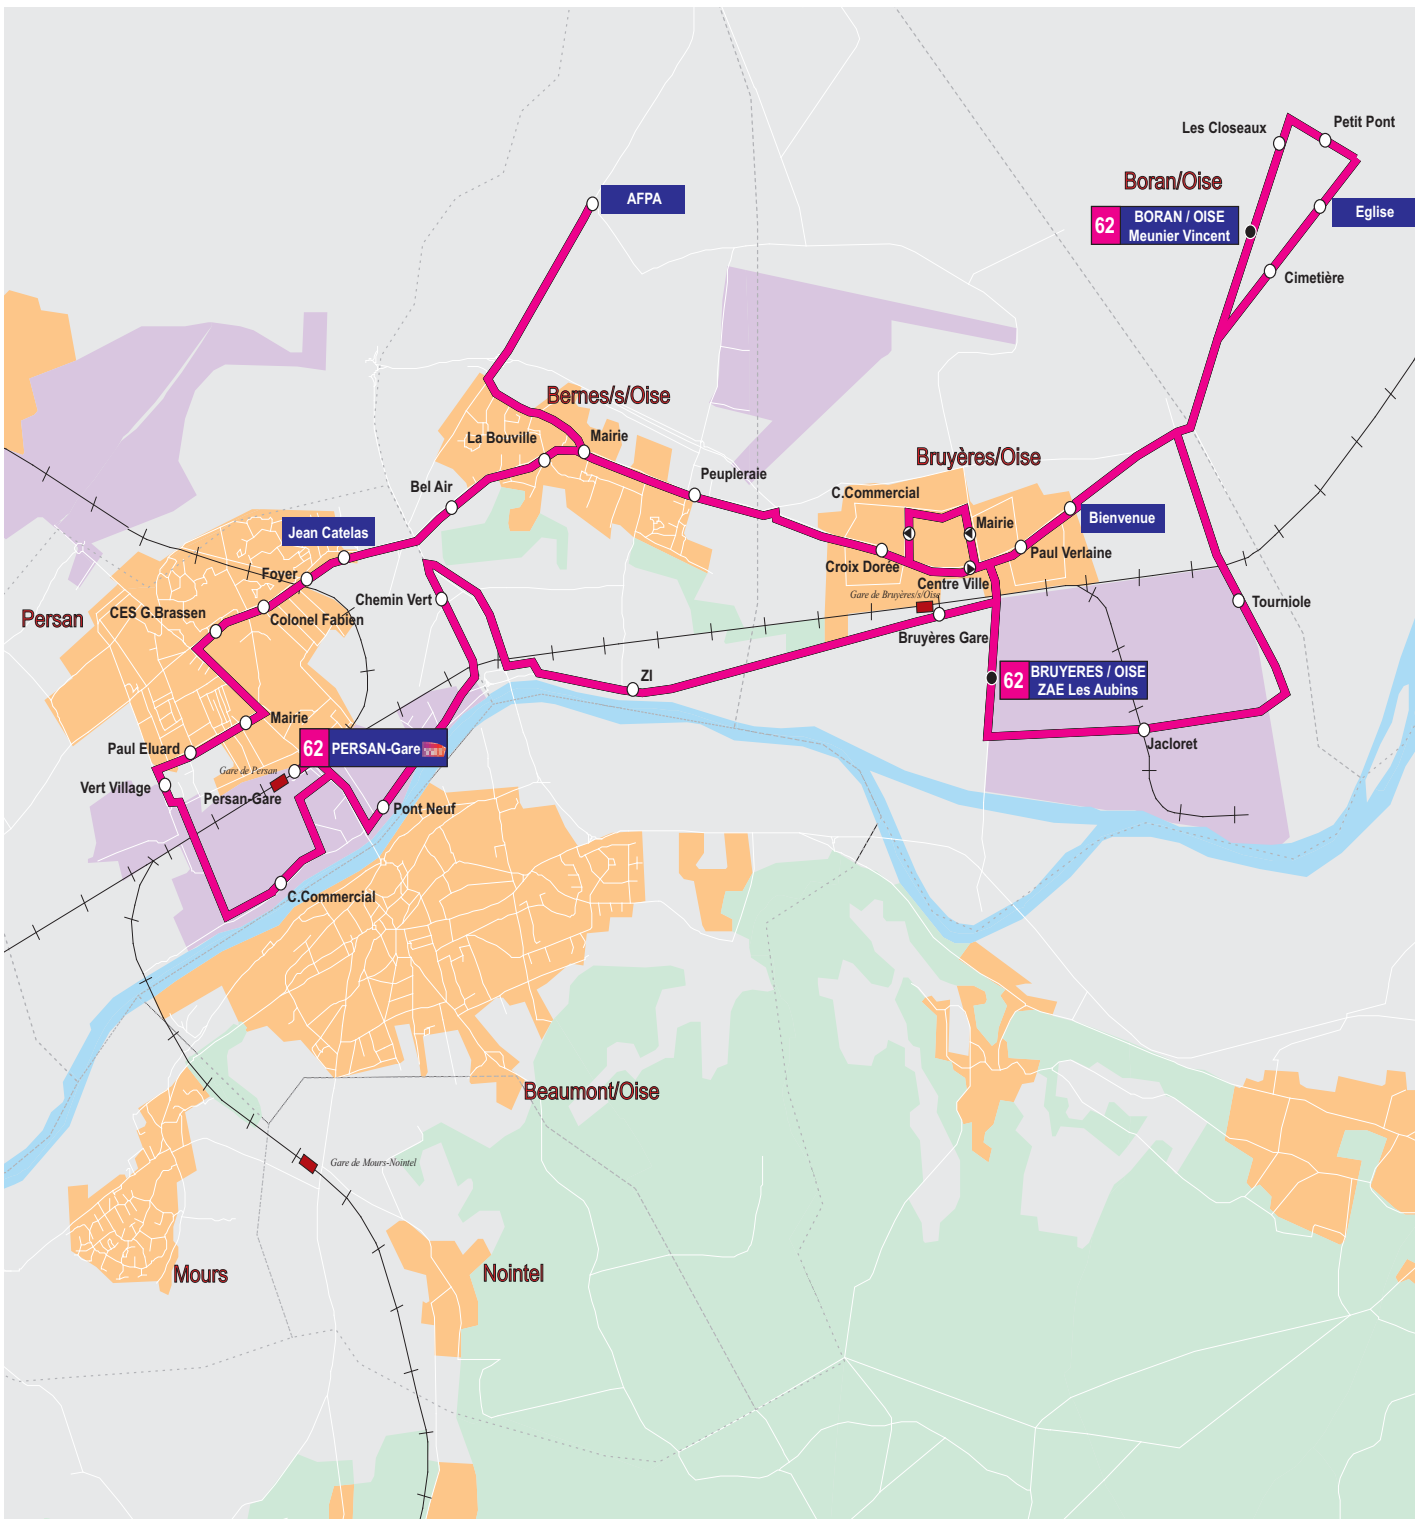 Petit Pont
Les Closeaux
Boran/Oise
AFPA
62
BORAN / OISE
Meunier Vincent
Eglise
Cimetière
Bernes/s/Oise
La Bouville
Mairie
Bruyères/Oise
Peupleraie
Bel Air
C.Commercial
Mairie
Bienvenue
Jean Catelas
Paul Verlaine
Croix Dorée
Foyer
Centre Ville
Gare de Bruyères/s/Oise
Chemin Vert
Tourniole
CES G.Brassen
Colonel Fabien
Persan
Bruyères Gare
ZI
62
BRUYERES / OISE
ZAE Les Aubins
Mairie
Jacloret
Paul Eluard
62
PERSAN-Gare
Gare de Persan
Vert Village
Persan-Gare
Pont Neuf
C.Commercial
Beaumont/Oise
Gare de Mours-Nointel
Mours
Nointel